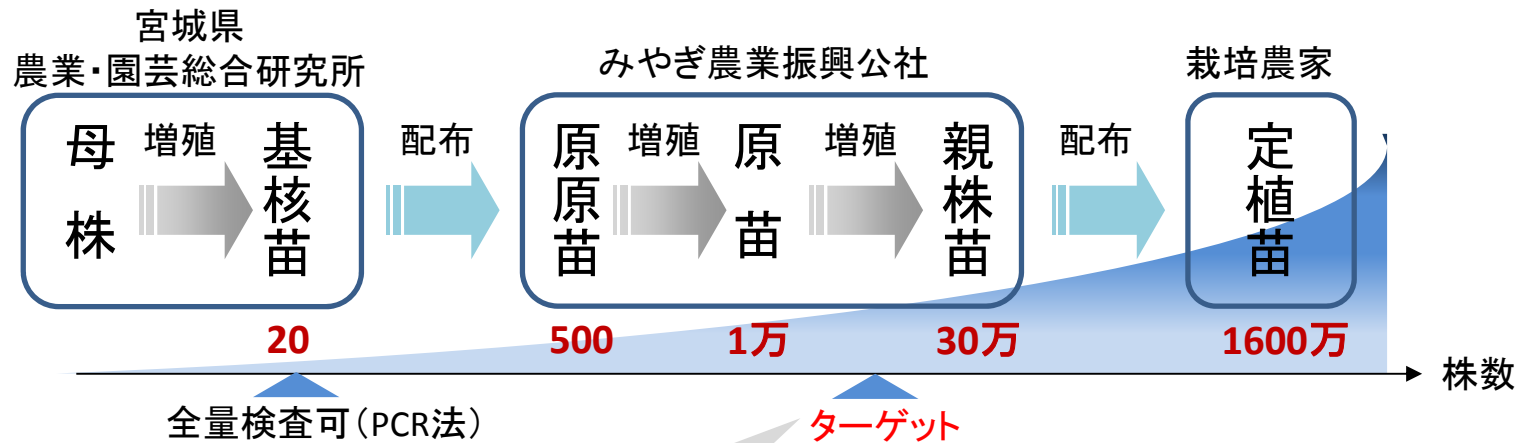 宮城県
農業・園芸総合研究所
みやぎ農業振興公社
栽培農家
母株
増殖
基核苗
配布
原原苗
増殖
原苗
増殖
親株苗
配布
定植苗
20
500
1万
30万
1600万
株数
全量検査可(PCR法)
ターゲット